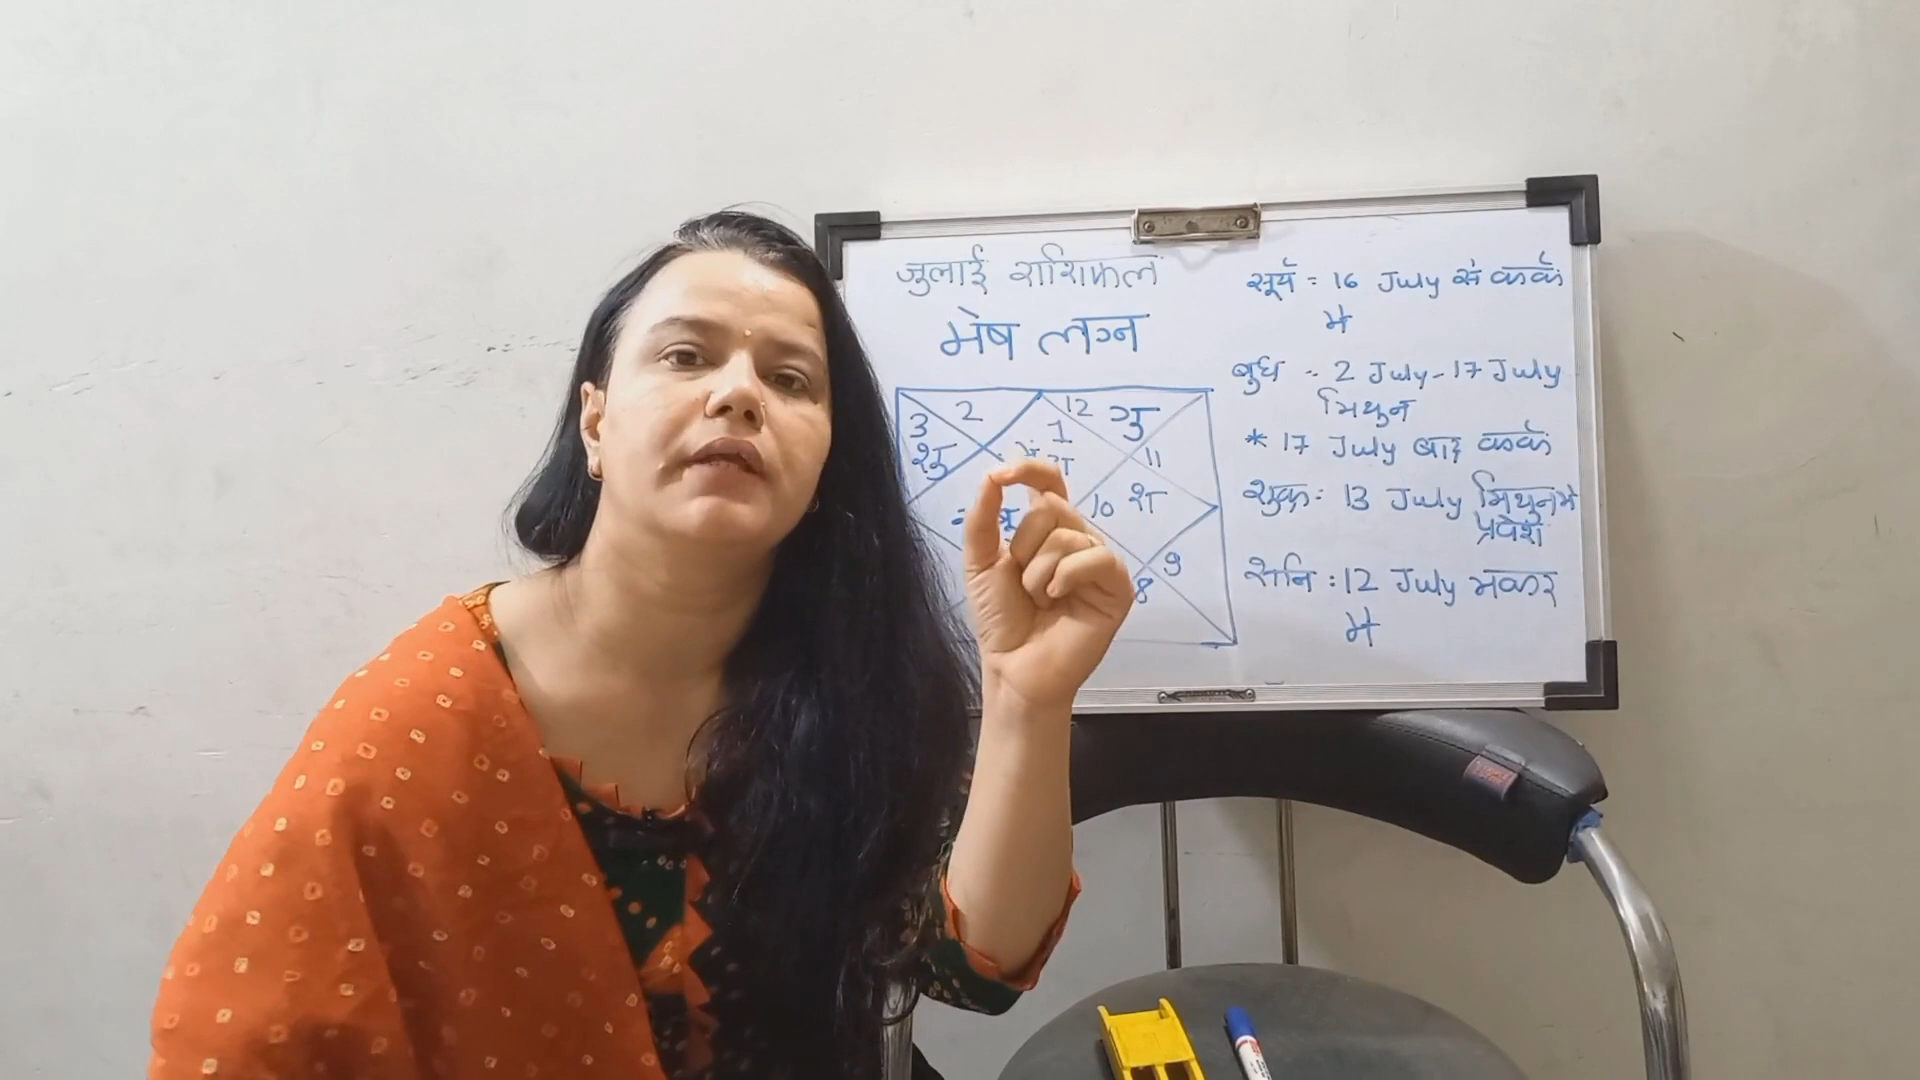 जुलाई राशिफल
मेष लग्न
3
2
1
12 गु
शु
11
10 श
9
8
सूर्य = 16 July से कर्क
में
बुध - 2 July - 17 July
मिथुन
* 17 July बाद कर्क
शुक्र : 13 July मिथुन में
प्रवेश
शनि : 12 July मकर
में